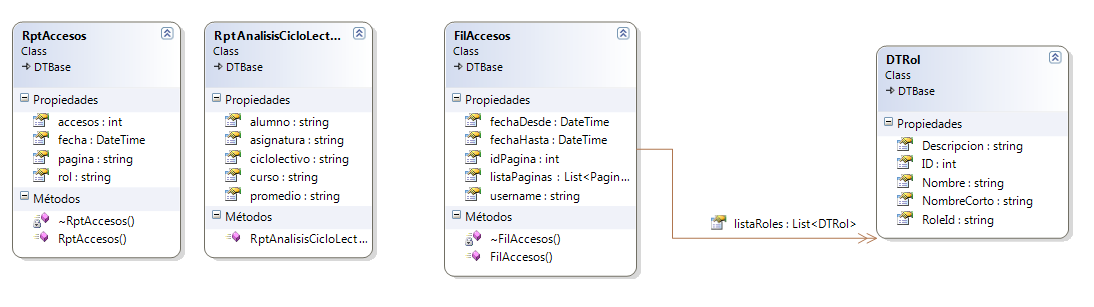 RptAccesos
Class
DTBase
Propiedades
accesos : int
fecha : DateTime
pagina : string
rol : string
Métodos
~RptAccesos()
RptAccesos()
RptAnalisisCicloLect...
Class
DTBase
Propiedades
alumno : string
asignatura : string
ciclolectivo : string
curso : string
promedio : string
Métodos
RptAnalisisCicloLect...
FilAccesos
Class
DTBase
Propiedades
fechaDesde : DateTime
fechaHasta : DateTime
idPagina : int
listaPaginas : List<Pagin...
username : string
Métodos
~FilAccesos()
FilAccesos()
listaRoles : List<DTRol>
DTRol
Class
DTBase
Propiedades
Descripcion : string
ID : int
Nombre : string
NombreCorto : string
RoleId : string